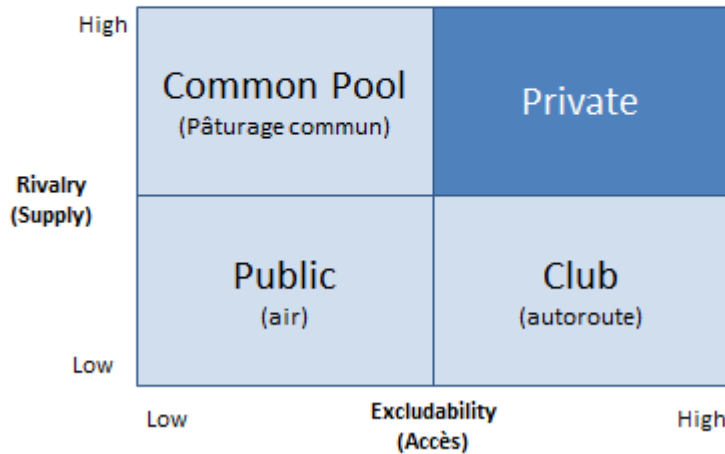 High
Common Pool
(Pâturage commun)
Private
Rivalry
(Supply)
Public
(air)
Club
(autoroute)
Low
Low
Excludability
(Accès)
High